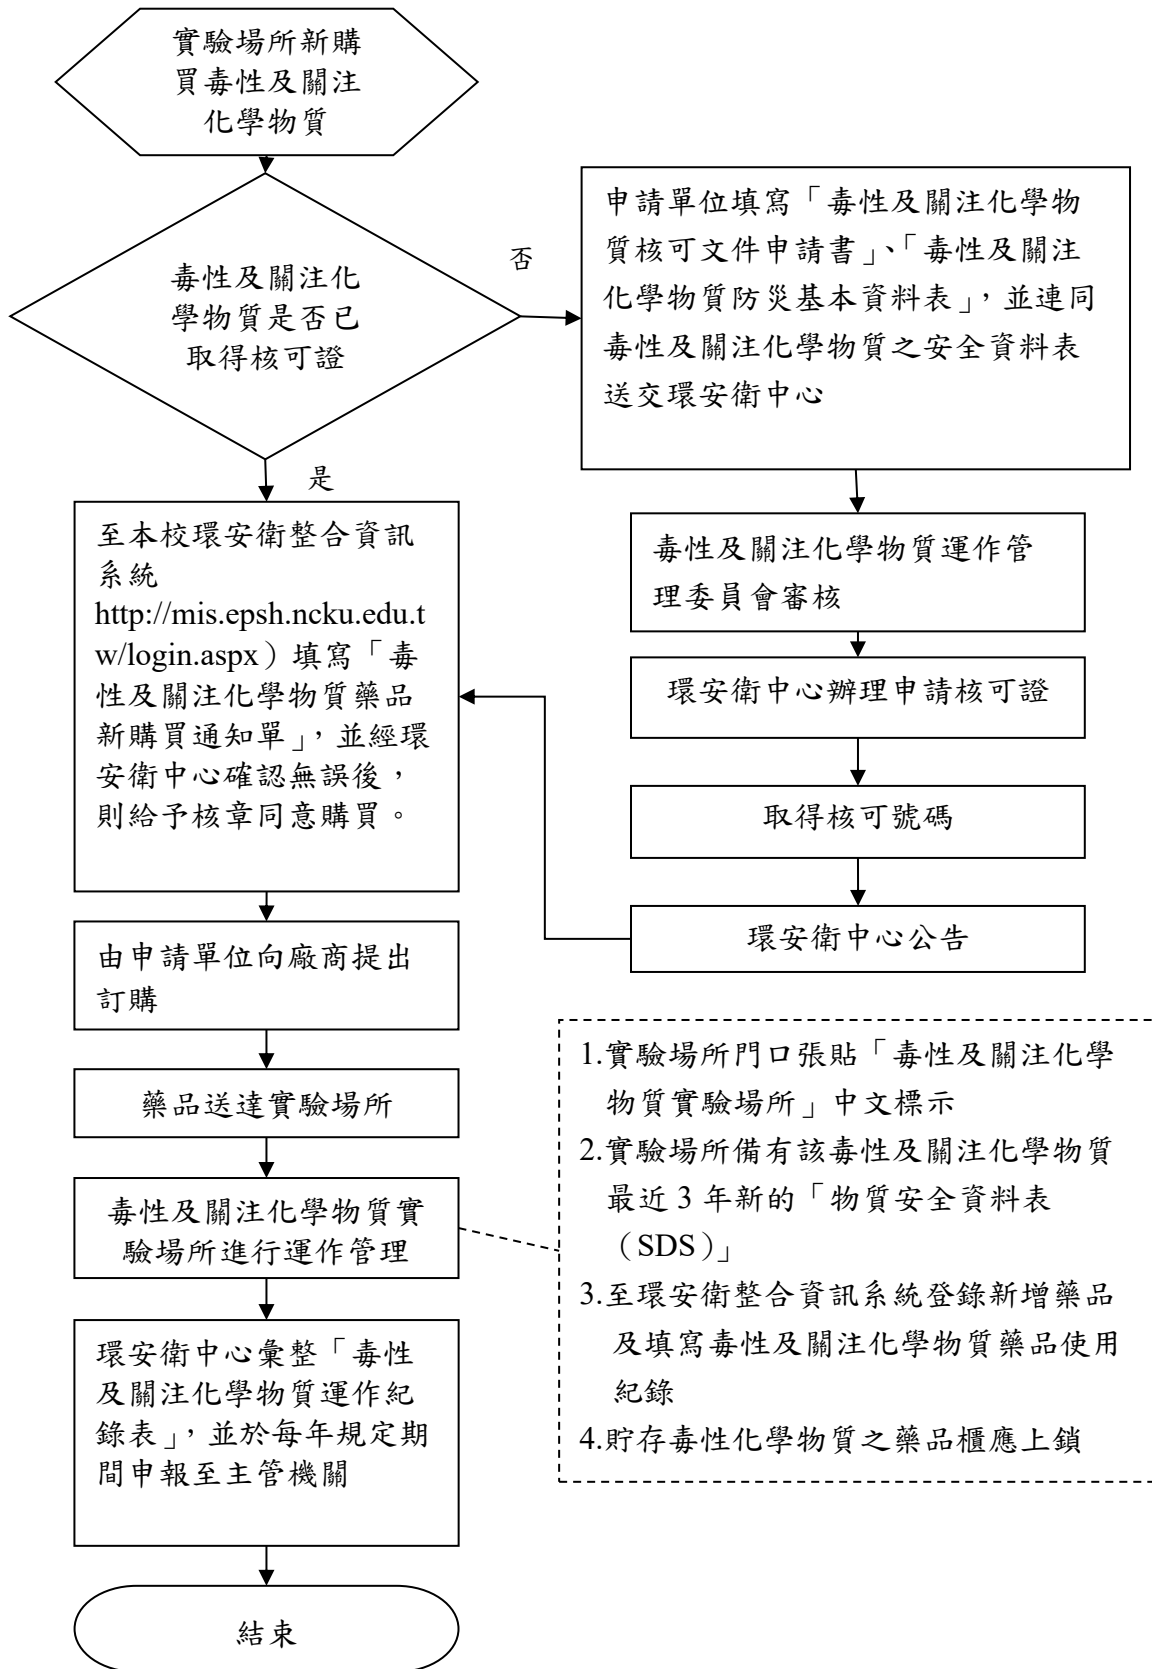 實驗場所新購
買毒性及關注
化學物質
毒性及關注化
學物質是否已
取得核可證
否
申請單位填寫「毒性及關注化學物
質核可文件申請書」、「毒性及關注
化學物質防災基本資料表」，並連同
毒性及關注化學物質之安全資料表
送交環安衛中心
是
至本校環安衛整合資訊
系統
http://mis.epsh.ncku.edu.t
w/login.aspx）填寫「毒
性及關注化學物質藥品
新購買通知單」，並經環
安衛中心確認無誤後，
則給予核章同意購買。
毒性及關注化學物質運作管
理委員會審核
環安衛中心辦理申請核可證
取得核可號碼
環安衛中心公告
由申請單位向廠商提出
訂購
藥品送達實驗場所
毒性及關注化學物質實
驗場所進行運作管理
1.實驗場所門口張貼「毒性及關注化學
物質實驗場所」中文標示
2.實驗場所備有該毒性及關注化學物質
最近 3 年新的「物質安全資料表
（SDS）」
3.至環安衛整合資訊系統登錄新增藥品
及填寫毒性及關注化學物質藥品使用
紀錄
4.貯存毒性化學物質之藥品櫃應上鎖
環安衛中心彙整「毒性
及關注化學物質運作紀
錄表」，並於每年規定期
間申報至主管機關
結束